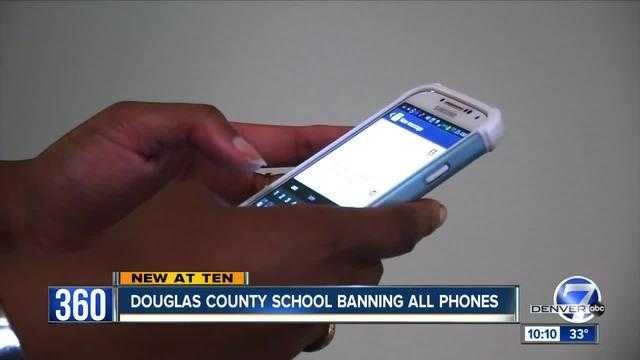 NEW AT TEN
360
DOUGLAS COUNTY SCHOOL BANNING ALL PHONES
7
DENVER abc
10:10 33°